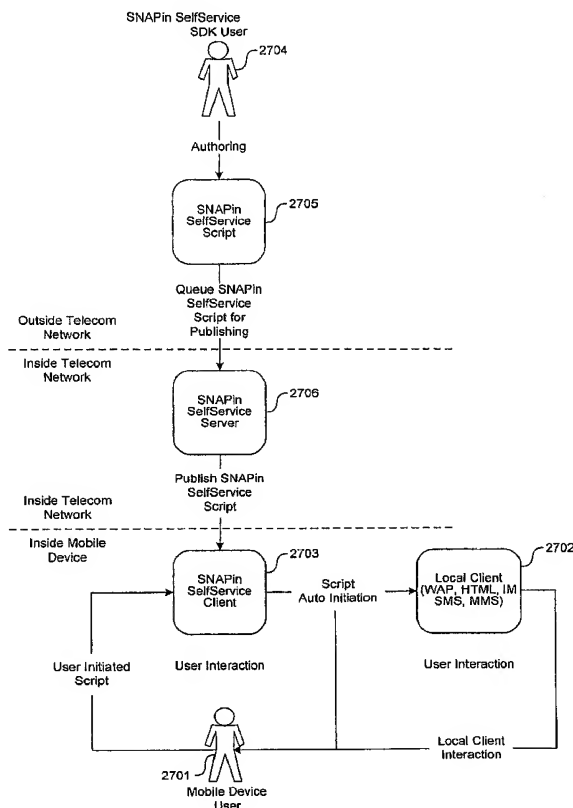 SNAPin SelfService
SDK User
2704
Authoring
SNAPin
SelfService
Script
2705
Queue SNAPin
SelfService
Script for
Publishing
Outside Telecom
Network
Inside Telecom
Network
SNAPin
SelfService
Server
2706
Publish SNAPin
SelfService
Script
Inside Telecom
Network
Inside Mobile
Device
SNAPin
SelfService
Client
2703
Script
Auto Initiation
Local Client
(WAP, HTML, IM
SMS, MMS)
2702
User Initiated
Script
User Interaction
User Interaction
Local Client
Interaction
2701
Mobile Device
User